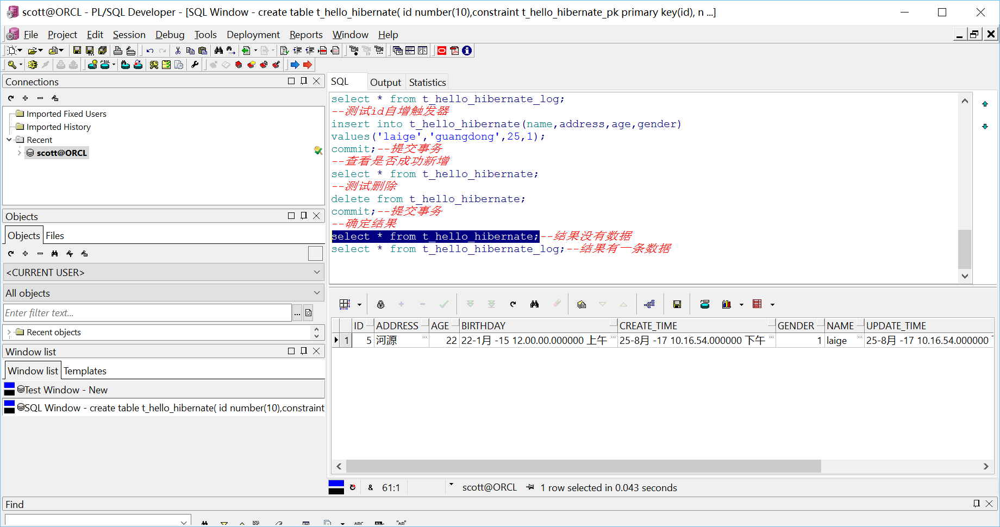 scott@ORCL - PL/SQL Developer - [SQL Window - create table t_hello_hibernate( id number(10),constraint t_hello_hibernate_pk primary key(id), n ...]
File Project Edit Session Debug Tools Deployment Reports Window Help
Connections
Imported Fixed Users
Imported History
Recent
scott@ORCL
Objects
Objects Files
<CURRENT USER>
All objects
Enter filter text...
Recent objects
Window list
Window list Templates
Test Window - New
SQL Window - create table t_hello_hibernate( id number(10),constraint
SQL Output Statistics
select * from t_hello_hibernate_log;
--测试id自增触发器
insert into t_hello_hibernate(name,address,age,gender)
values('laige','guangdong',25,1);
commit;--提交事务
--查看是否成功新增
select * from t_hello_hibernate;
--测试删除
delete from t_hello_hibernate;
commit;--提交事务
--确定结果
select * from t_hello_hibernate;--结果没有数据
select * from t_hello_hibernate_log;--结果有一条数据
ID ADDRESS AGE BIRTHDAY CREATE_TIME GENDER NAME UPDATE_TIME
1 5 河源 ... 22 22-1月 -15 12.00.00.000000 上午 ... 25-8月 -17 10.16.54.000000 下午 ... 1 laige ... 25-8月 -17 10.16.54.000000
& 61:1 scott@ORCL 1 row selected in 0.043 seconds
Find